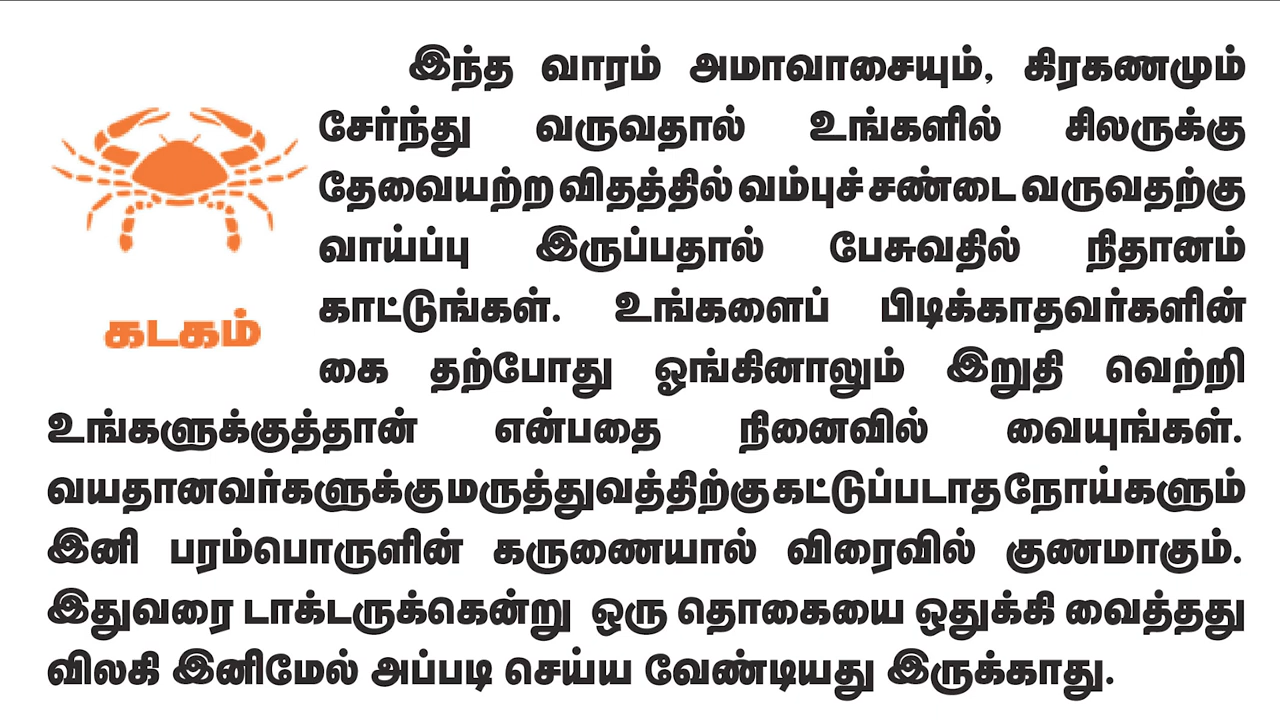 இந்த வாரம் அமாவாசையும், கிரகணமும்
சேர்ந்து வருவதால் உங்களில் சிலருக்கு
தேவையற்ற விதத்தில் வம்புச் சண்டை வருவதற்கு
வாய்ப்பு இருப்பதால் பேசுவதில் நிதானம்
காட்டுங்கள். உங்களைப் பிடிக்காதவர்களின்
கடகம்
கை தற்போது ஓங்கினாலும் இறுதி வெற்றி
உங்களுக்குத்தான் என்பதை நினைவில் வையுங்கள்.
வயதானவர்களுக்கு மருத்துவத்திற்கு கட்டுப்படாத நோய்களும்
இனி பரம்பொருளின் கருணையால் விரைவில் குணமாகும்.
இதுவரை டாக்டருக்கென்று ஒரு தொகையை ஒதுக்கி வைத்தது
விலகி இனிமேல் அப்படி செய்ய வேண்டியது இருக்காது.